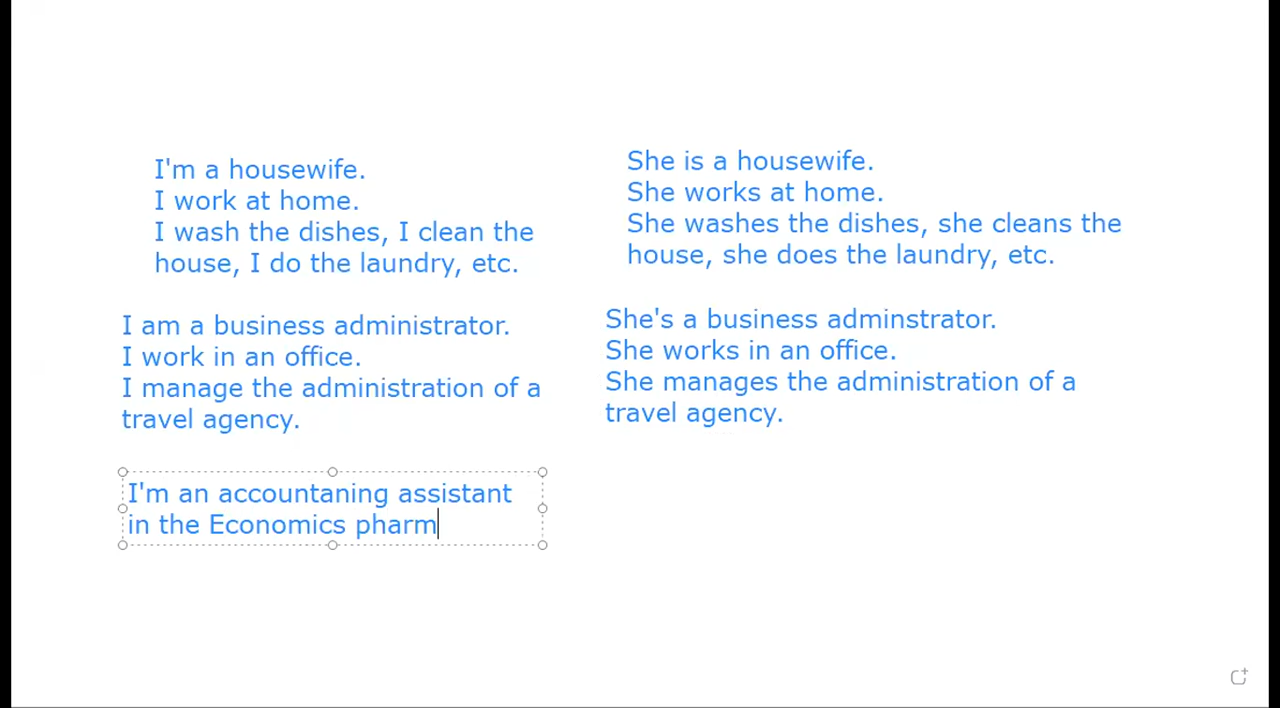 I'm a housewife.
I work at home.
I wash the dishes, I clean the
house, I do the laundry, etc.
She is a housewife.
She works at home.
She washes the dishes, she cleans the
house, she does the laundry, etc.
I am a business administrator.
I work in an office.
I manage the administration of a
travel agency.
She's a business adminstrator.
She works in an office.
She manages the administration of a
travel agency.
I'm an accountaning assistant
in the Economics pharm